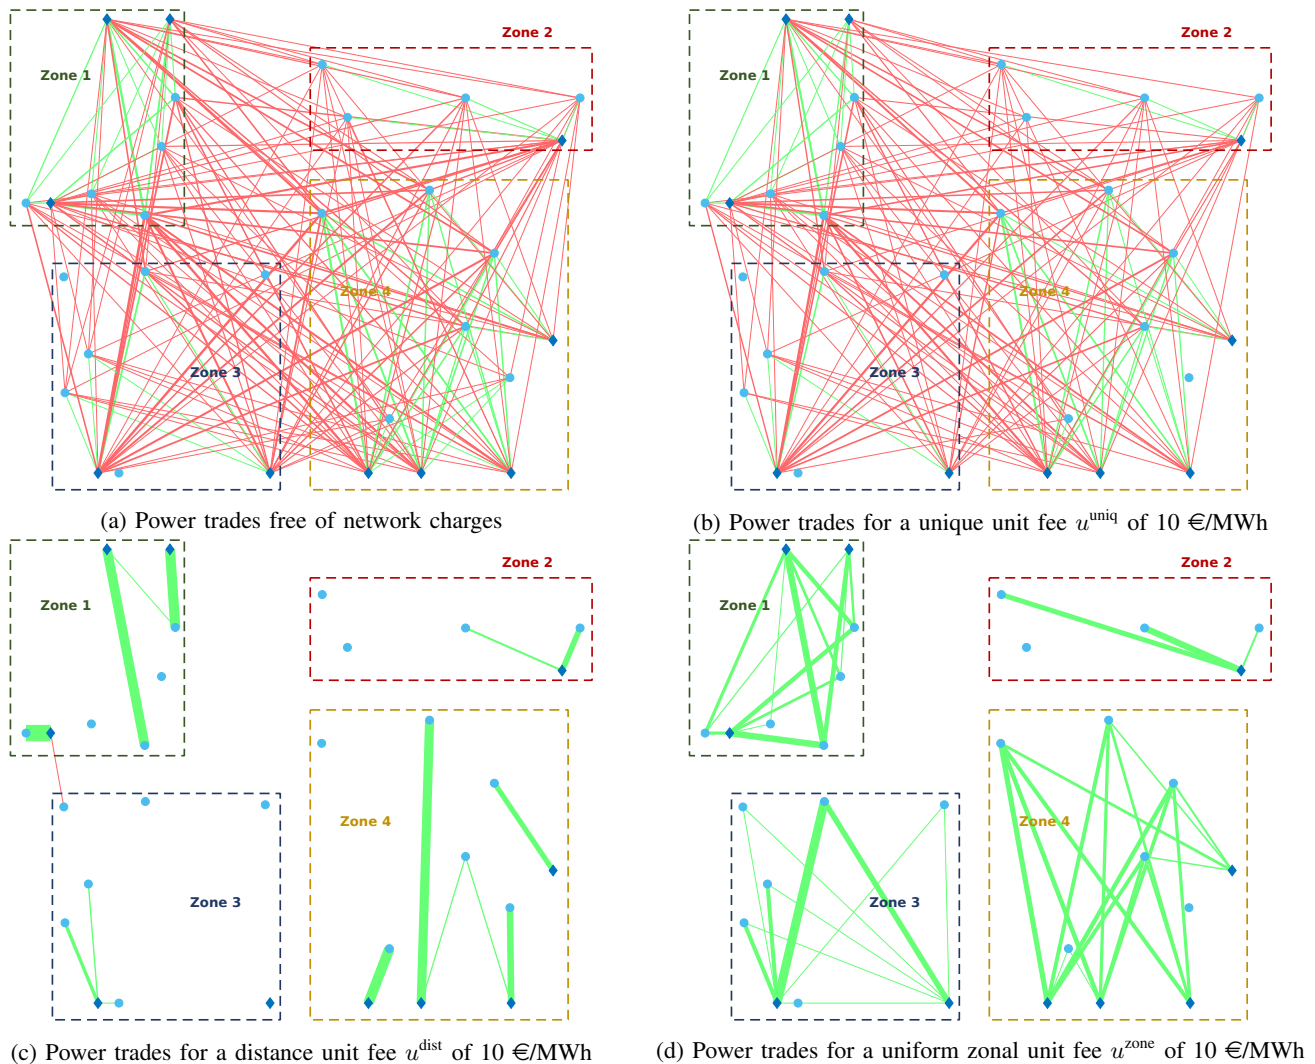 Zone 1
Zone 2
Zone 3
Zone 4
(a) Power trades free of network charges
Zone 1
Zone 2
Zone 3
Zone 4
(b) Power trades for a unique unit fee u^uniq of 10 €/MWh
Zone 1
Zone 2
Zone 3
Zone 4
(c) Power trades for a distance unit fee u^dist of 10 €/MWh
Zone 1
Zone 2
Zone 3
Zone 4
(d) Power trades for a uniform zonal unit fee u^zone of 10 €/MWh